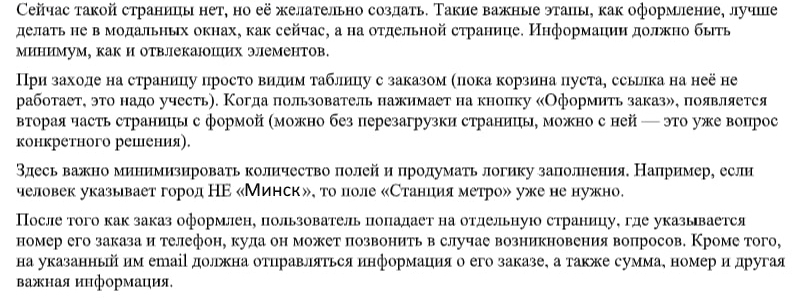 Сейчас такой страницы нет, но её желательно создать. Такие важные этапы, как оформление, лучше
делать не в модальных окнах, как сейчас, а на отдельной странице. Информации должно быть
минимум, как и отвлекающих элементов.
При заходе на страницу просто видим таблицу с заказом (пока корзина пуста, ссылка на неё не
работает, это надо учесть). Когда пользователь нажимает на кнопку «Оформить заказ», появляется
вторая часть страницы с формой (можно без перезагрузки страницы, можно с ней — это уже вопрос
конкретного решения).
Здесь важно минимизировать количество полей и продумать логику заполнения. Например, если
человек указывает город НЕ «Минск», то поле «Станция метро» уже не нужно.
После того как заказ оформлен, пользователь попадает на отдельную страницу, где указывается
номер его заказа и телефон, куда он может позвонить в случае возникновения вопросов. Кроме того,
на указанный им email должна отправляться информация о его заказе, а также сумма, номер и другая
важная информация.